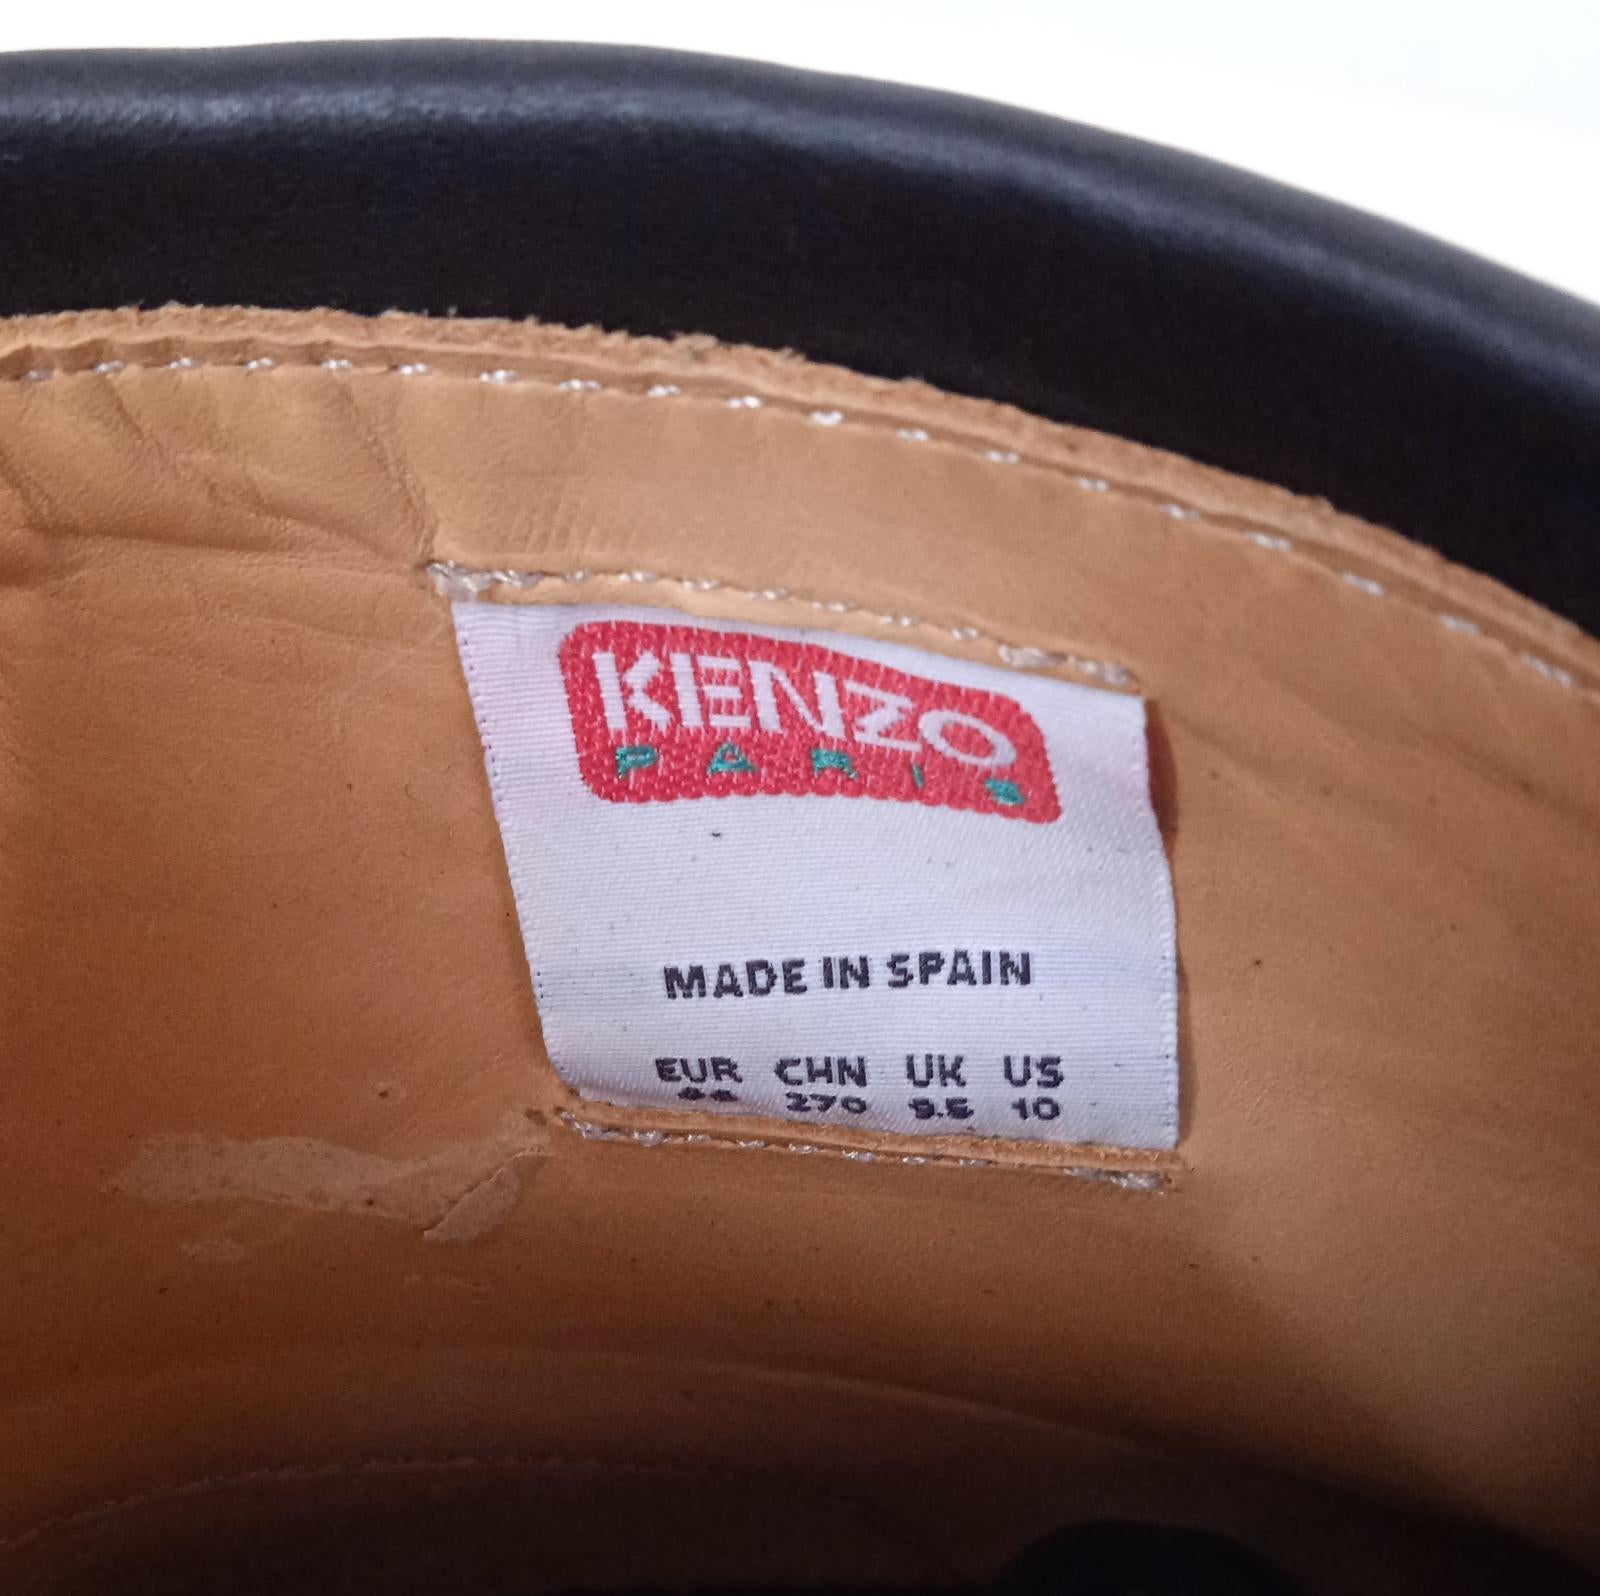 KENZO
PARIS
MADE IN SPAIN
EUR CHN UK US
270 9.5 10